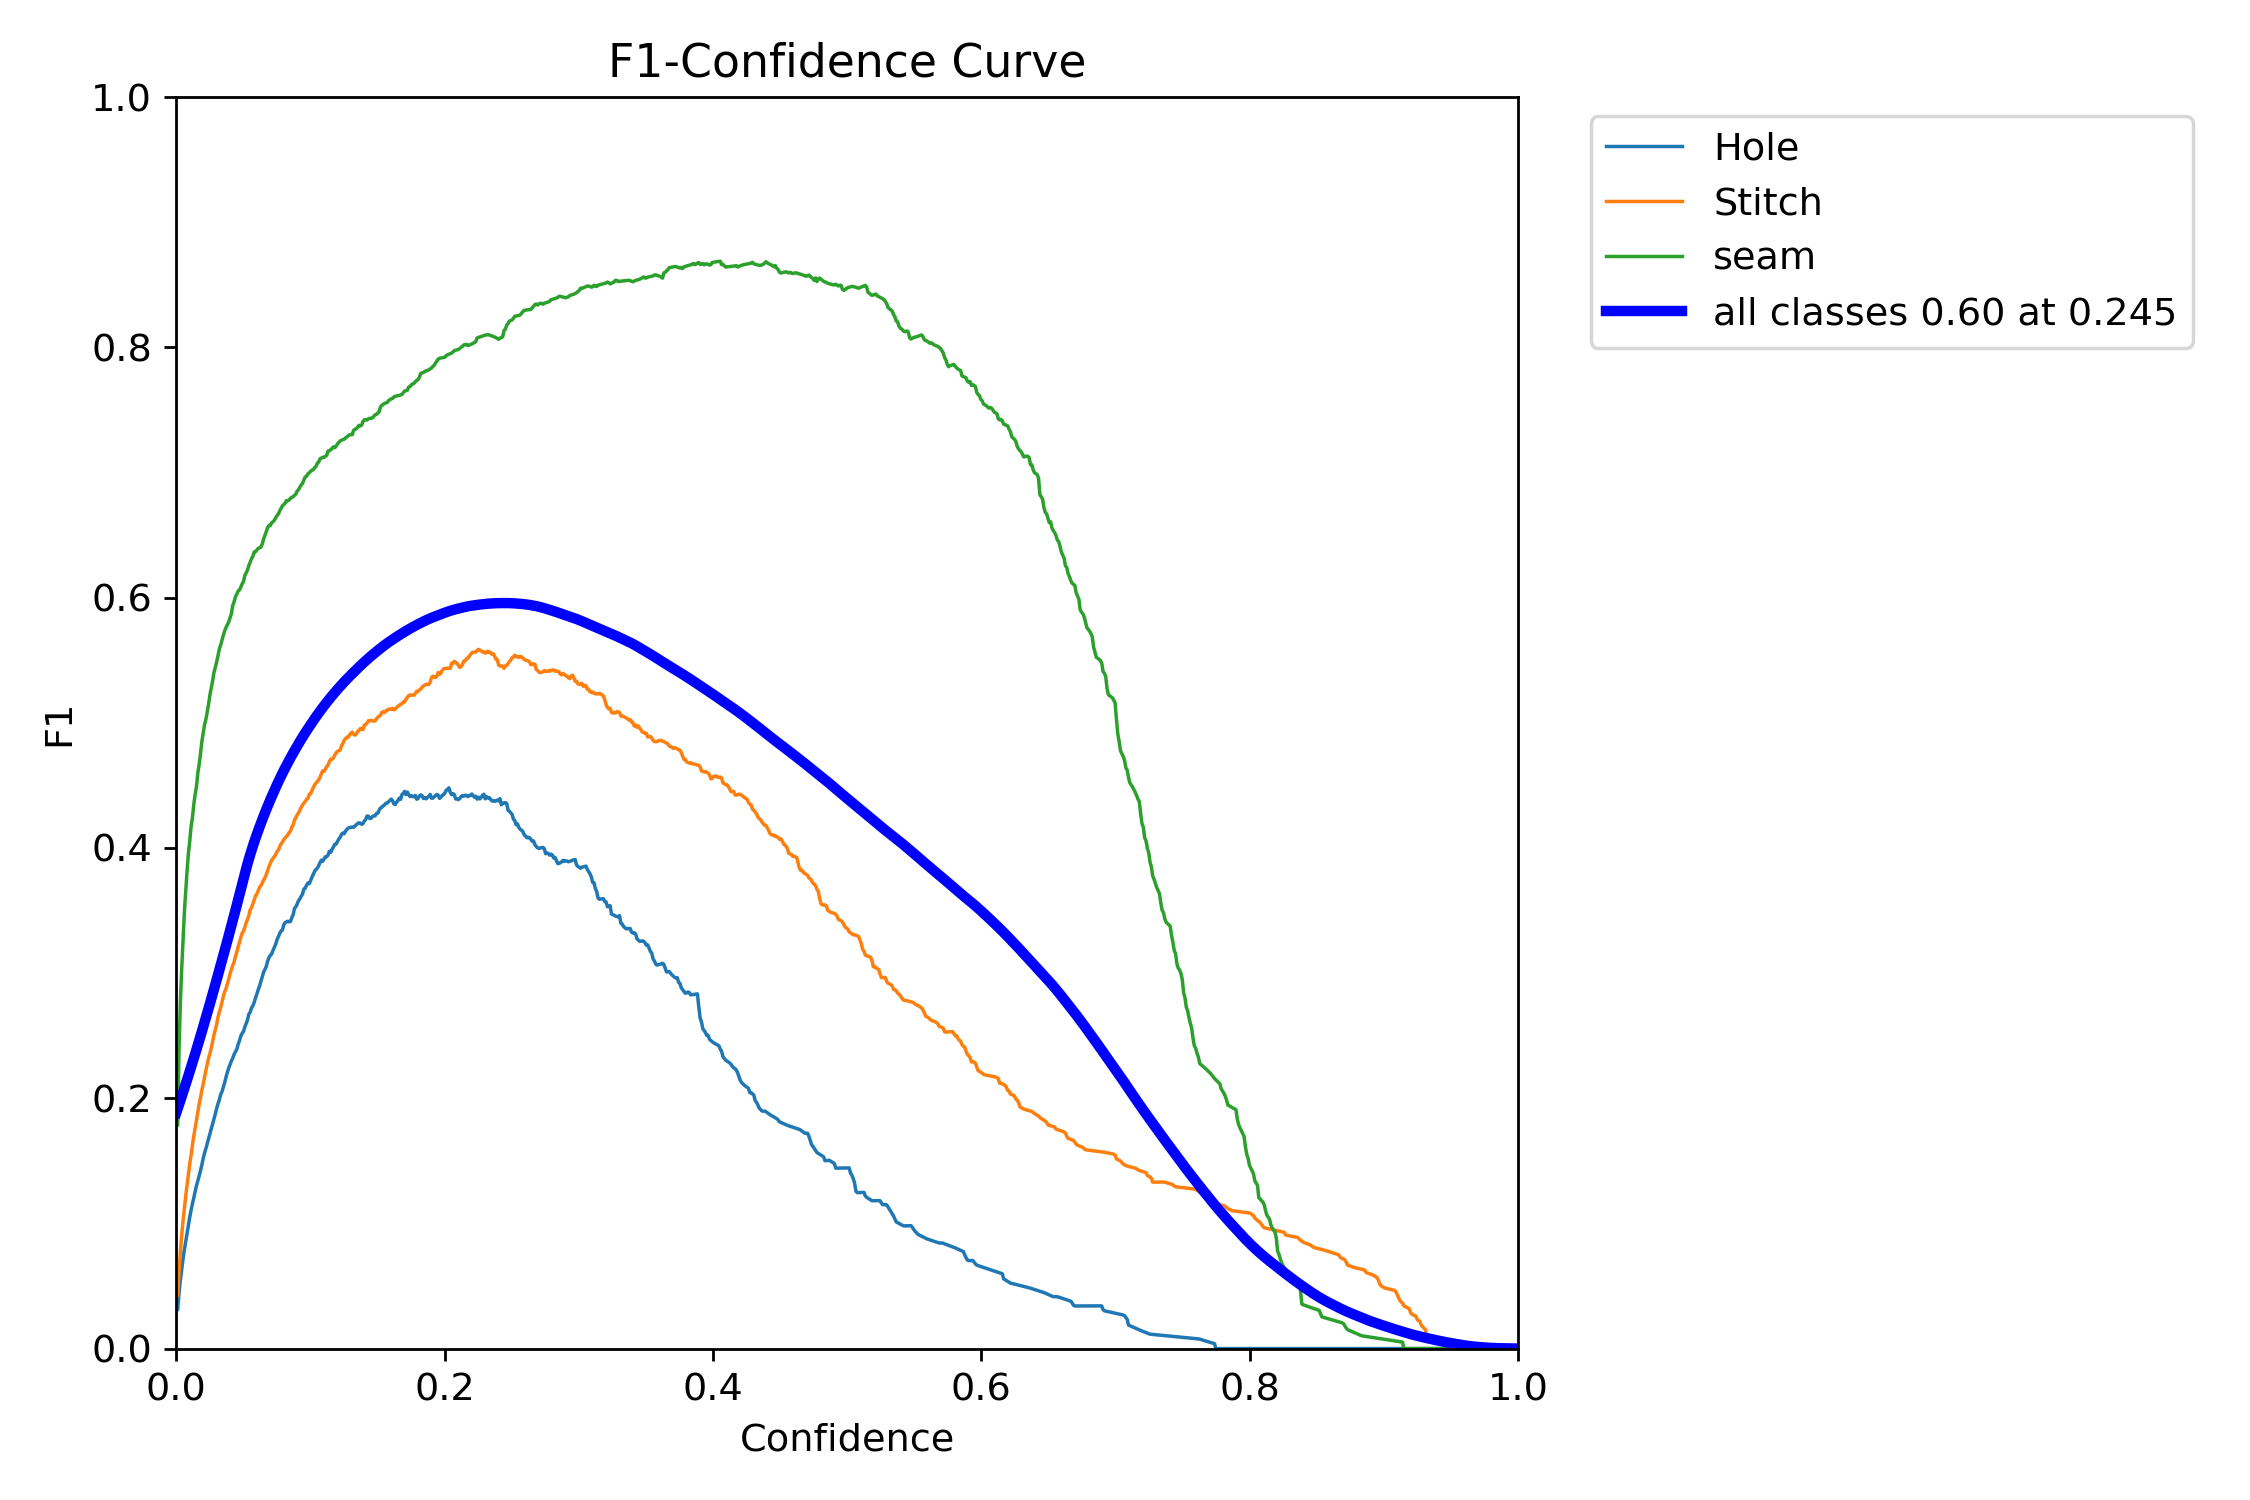 F1-Confidence Curve
1.0
0.8
0.6
0.4
0.2
0.0
F1
0.0 0.2 0.4 0.6 0.8 1.0
Confidence
Hole
Stitch
seam
all classes 0.60 at 0.245